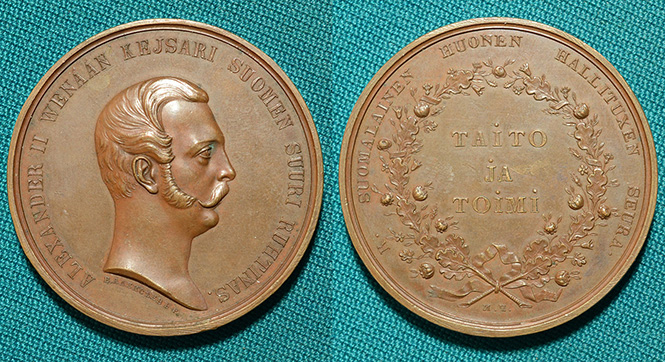 ALEXANDER II WENÄÄN KEJSARI SUOMEN SUURI RUHTINAS.
K. SUOMALAINEN HUONEN HALLITUXEN SEURA.
TAiTO
jA
TOiMi